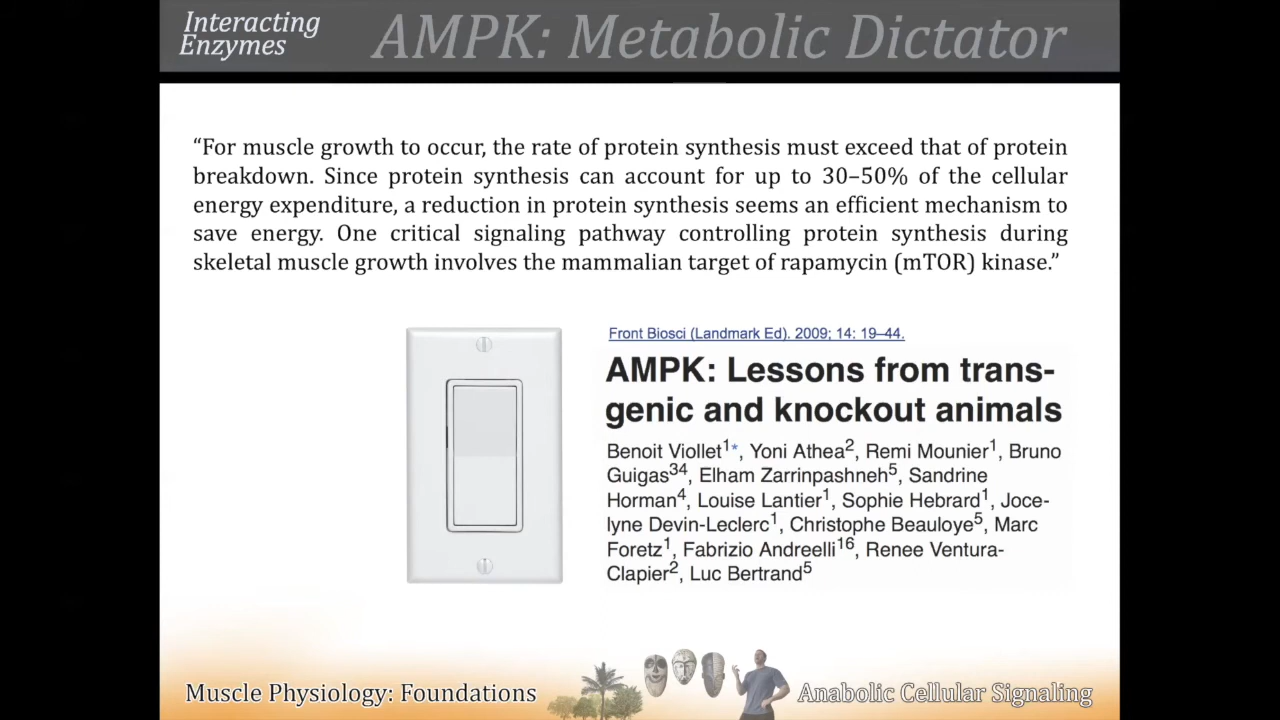 Interacting
Enzymes
AMPK: Metabolic Dictator
“For muscle growth to occur, the rate of protein synthesis must exceed that of protein
breakdown. Since protein synthesis can account for up to 30–50% of the cellular
energy expenditure, a reduction in protein synthesis seems an efficient mechanism to
save energy. One critical signaling pathway controlling protein synthesis during
skeletal muscle growth involves the mammalian target of rapamycin (mTOR) kinase.”
Front Biosci (Landmark Ed). 2009; 14: 19–44.
AMPK: Lessons from trans-
genic and knockout animals
Benoit Viollet1*, Yoni Athea2, Remi Mounier1, Bruno
Guigas34, Elham Zarrinpashneh5, Sandrine
Horman4, Louise Lantier1, Sophie Hebrard1, Joce-
lyne Devin-Leclerc1, Christophe Beauloye5, Marc
Foretz1, Fabrizio Andreelli16, Renee Ventura-
Clapier2, Luc Bertrand5
Muscle Physiology: Foundations
Anabolic Cellular Signaling